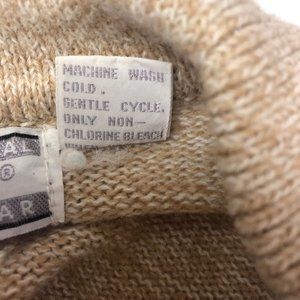 MACHINE WASH
COLD.
GENTLE CYCLE.
ONLY NON-
CHLORINE BLEACH
®